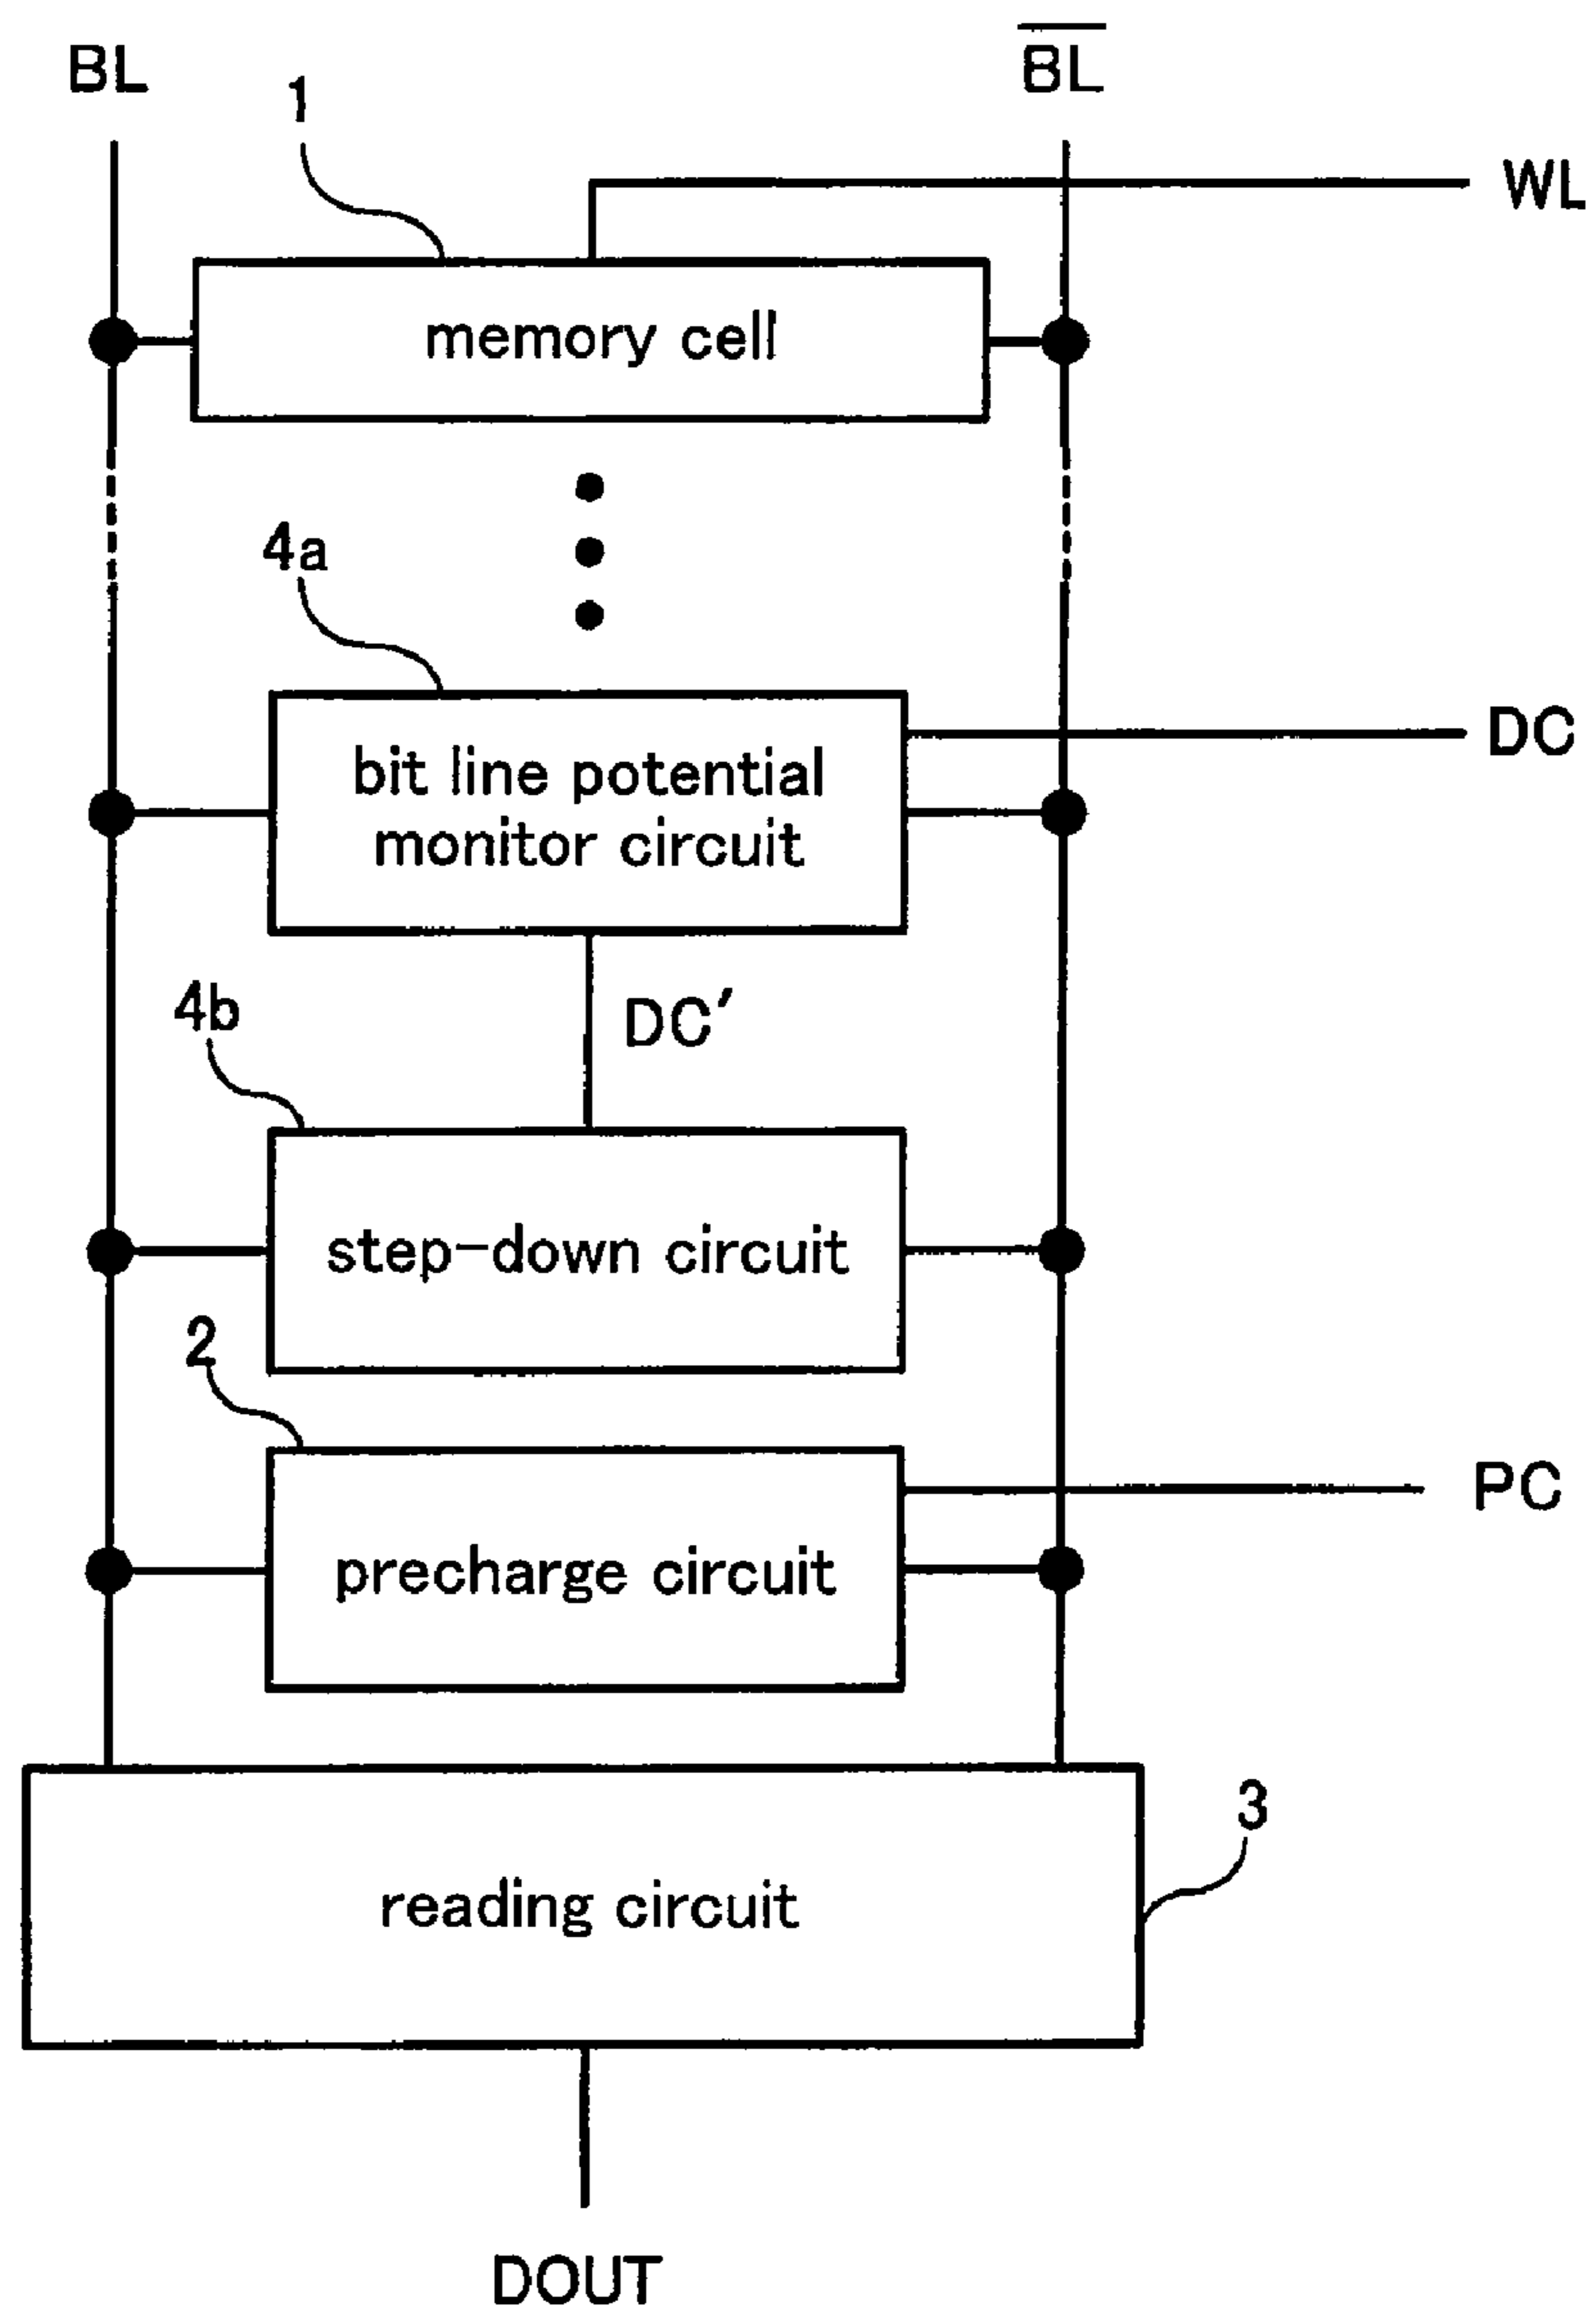 BL
BL
1
WL
memory cell
4a
bit line potential
monitor circuit
DC
4b
DC'
step-down circuit
2
PC
precharge circuit
3
reading circuit
DOUT